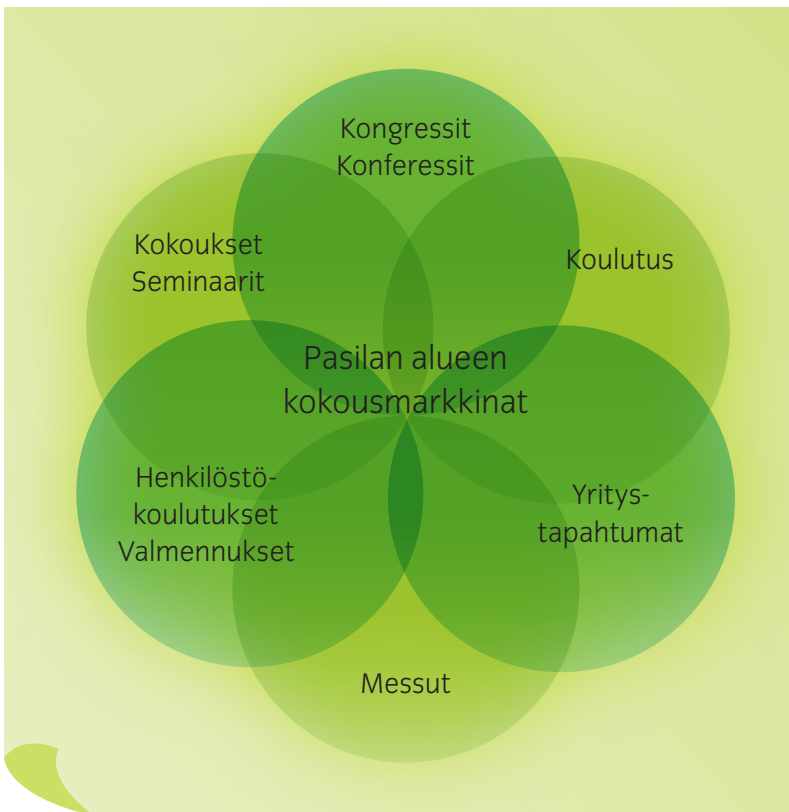 Kongressit
Konferessit
Kokoukset
Seminaarit
Koulutus
Pasilan alueen
kokousmarkkinat
Henkilöstö-
koulutukset
Valmennukset
Yritys-
tapahtumat
Messut